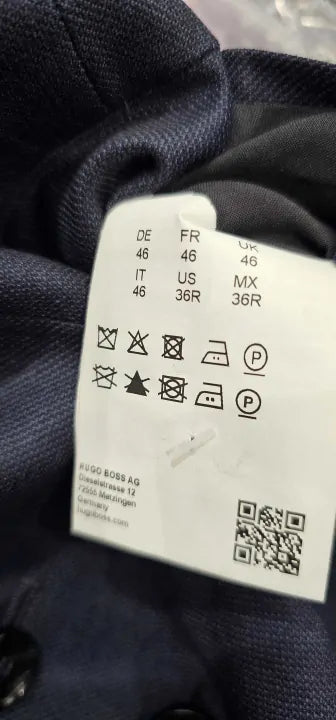 DE FR UK
46 46 46
IT US MX
46 36R 36R
P
P
HUGO BOSS AG
Dieselstrasse 12
72555 Metzingen
Germany
hugoboss.com